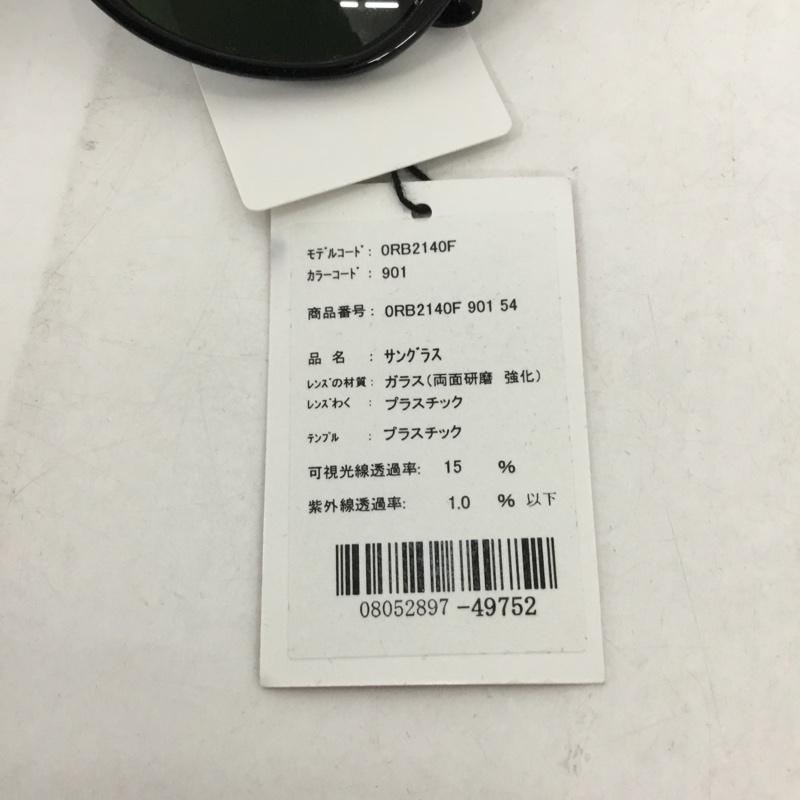 ﾓﾃﾞﾙｺｰﾄﾞ: 0RB2140F
ｶﾗｰｺｰﾄﾞ : 901
商品番号: 0RB2140F 901 54
品 名 : ｻﾝｸﾞﾗｽ
ﾚﾝｽﾞの材質: ガラス(両面研磨 強化)
ﾚﾝｽﾞわく : プラスチック
ﾃﾝﾌﾟﾙ : プラスチック
可視光線透過率: 15 %
紫外線透過率: 1.0 % 以下
08052897-49752